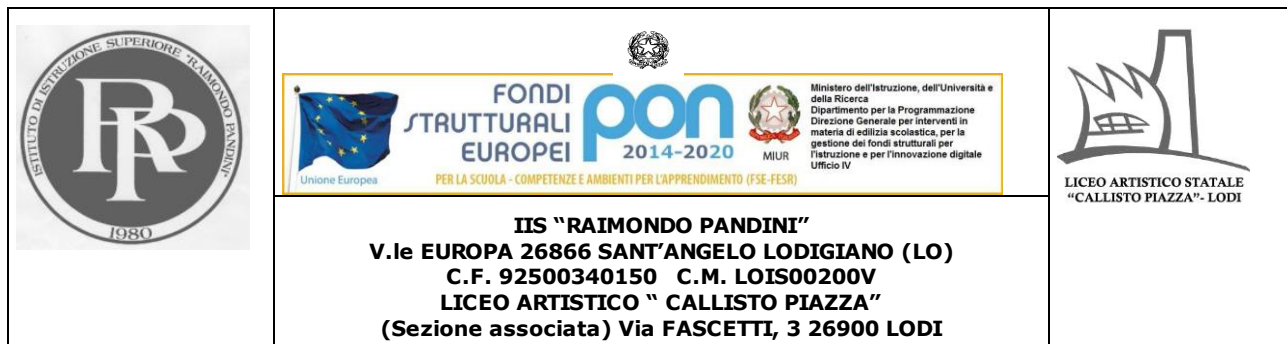 ISTITUTO DI ISTRUZIONE SUPERIORE "RAIMONDO PANDINI"
1980
FONDI
STRUTTURALI
EUROPEI
pon
2014-2020
Unione Europea
MIUR
Ministero dell'Istruzione, dell'Università e
della Ricerca
Dipartimento per la Programmazione
Direzione Generale per interventi in
materia di edilizia scolastica, per la
gestione dei fondi strutturali per
l'istruzione e per l'innovazione digitale
Ufficio IV
PER LA SCUOLA - COMPETENZE E AMBIENTI PER L'APPRENDIMENTO (FSE-FESR)
LICEO ARTISTICO STATALE
"CALLISTO PIAZZA"- LODI
IIS "RAIMONDO PANDINI"
V.le EUROPA 26866 SANT'ANGELO LODIGIANO (LO)
C.F. 92500340150 C.M. LOIS00200V
LICEO ARTISTICO " CALLISTO PIAZZA"
(Sezione associata) Via FASCETTI, 3 26900 LODI